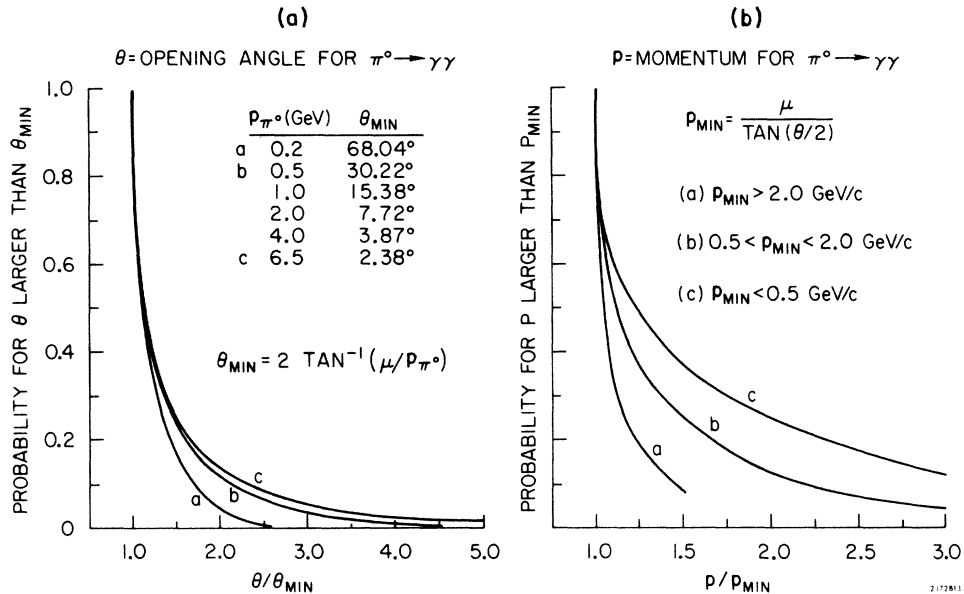 (a)
θ=OPENING ANGLE FOR π° → γγ
PROBABILITY FOR θ LARGER THAN θMIN
1.0
0.8
0.6
0.4
0.2
0
pπ° (GeV) θMIN
a 0.2 68.04°
b 0.5 30.22°
1.0 15.38°
2.0 7.72°
4.0 3.87°
c 6.5 2.38°
θMIN = 2 TAN⁻¹ (μ/pπ°)
a
b
c
1.0 2.0 3.0 4.0 5.0
θ/θMIN
(b)
p=MOMENTUM FOR π° → γγ
PROBABILITY FOR P LARGER THAN PMIN
pMIN = μ / TAN (θ/2)
(a) pMIN > 2.0 GeV/c
(b) 0.5 < pMIN < 2.0 GeV/c
(c) pMIN < 0.5 GeV/c
c
b
a
1.0 1.5 2.0 2.5 3.0
p/pMIN